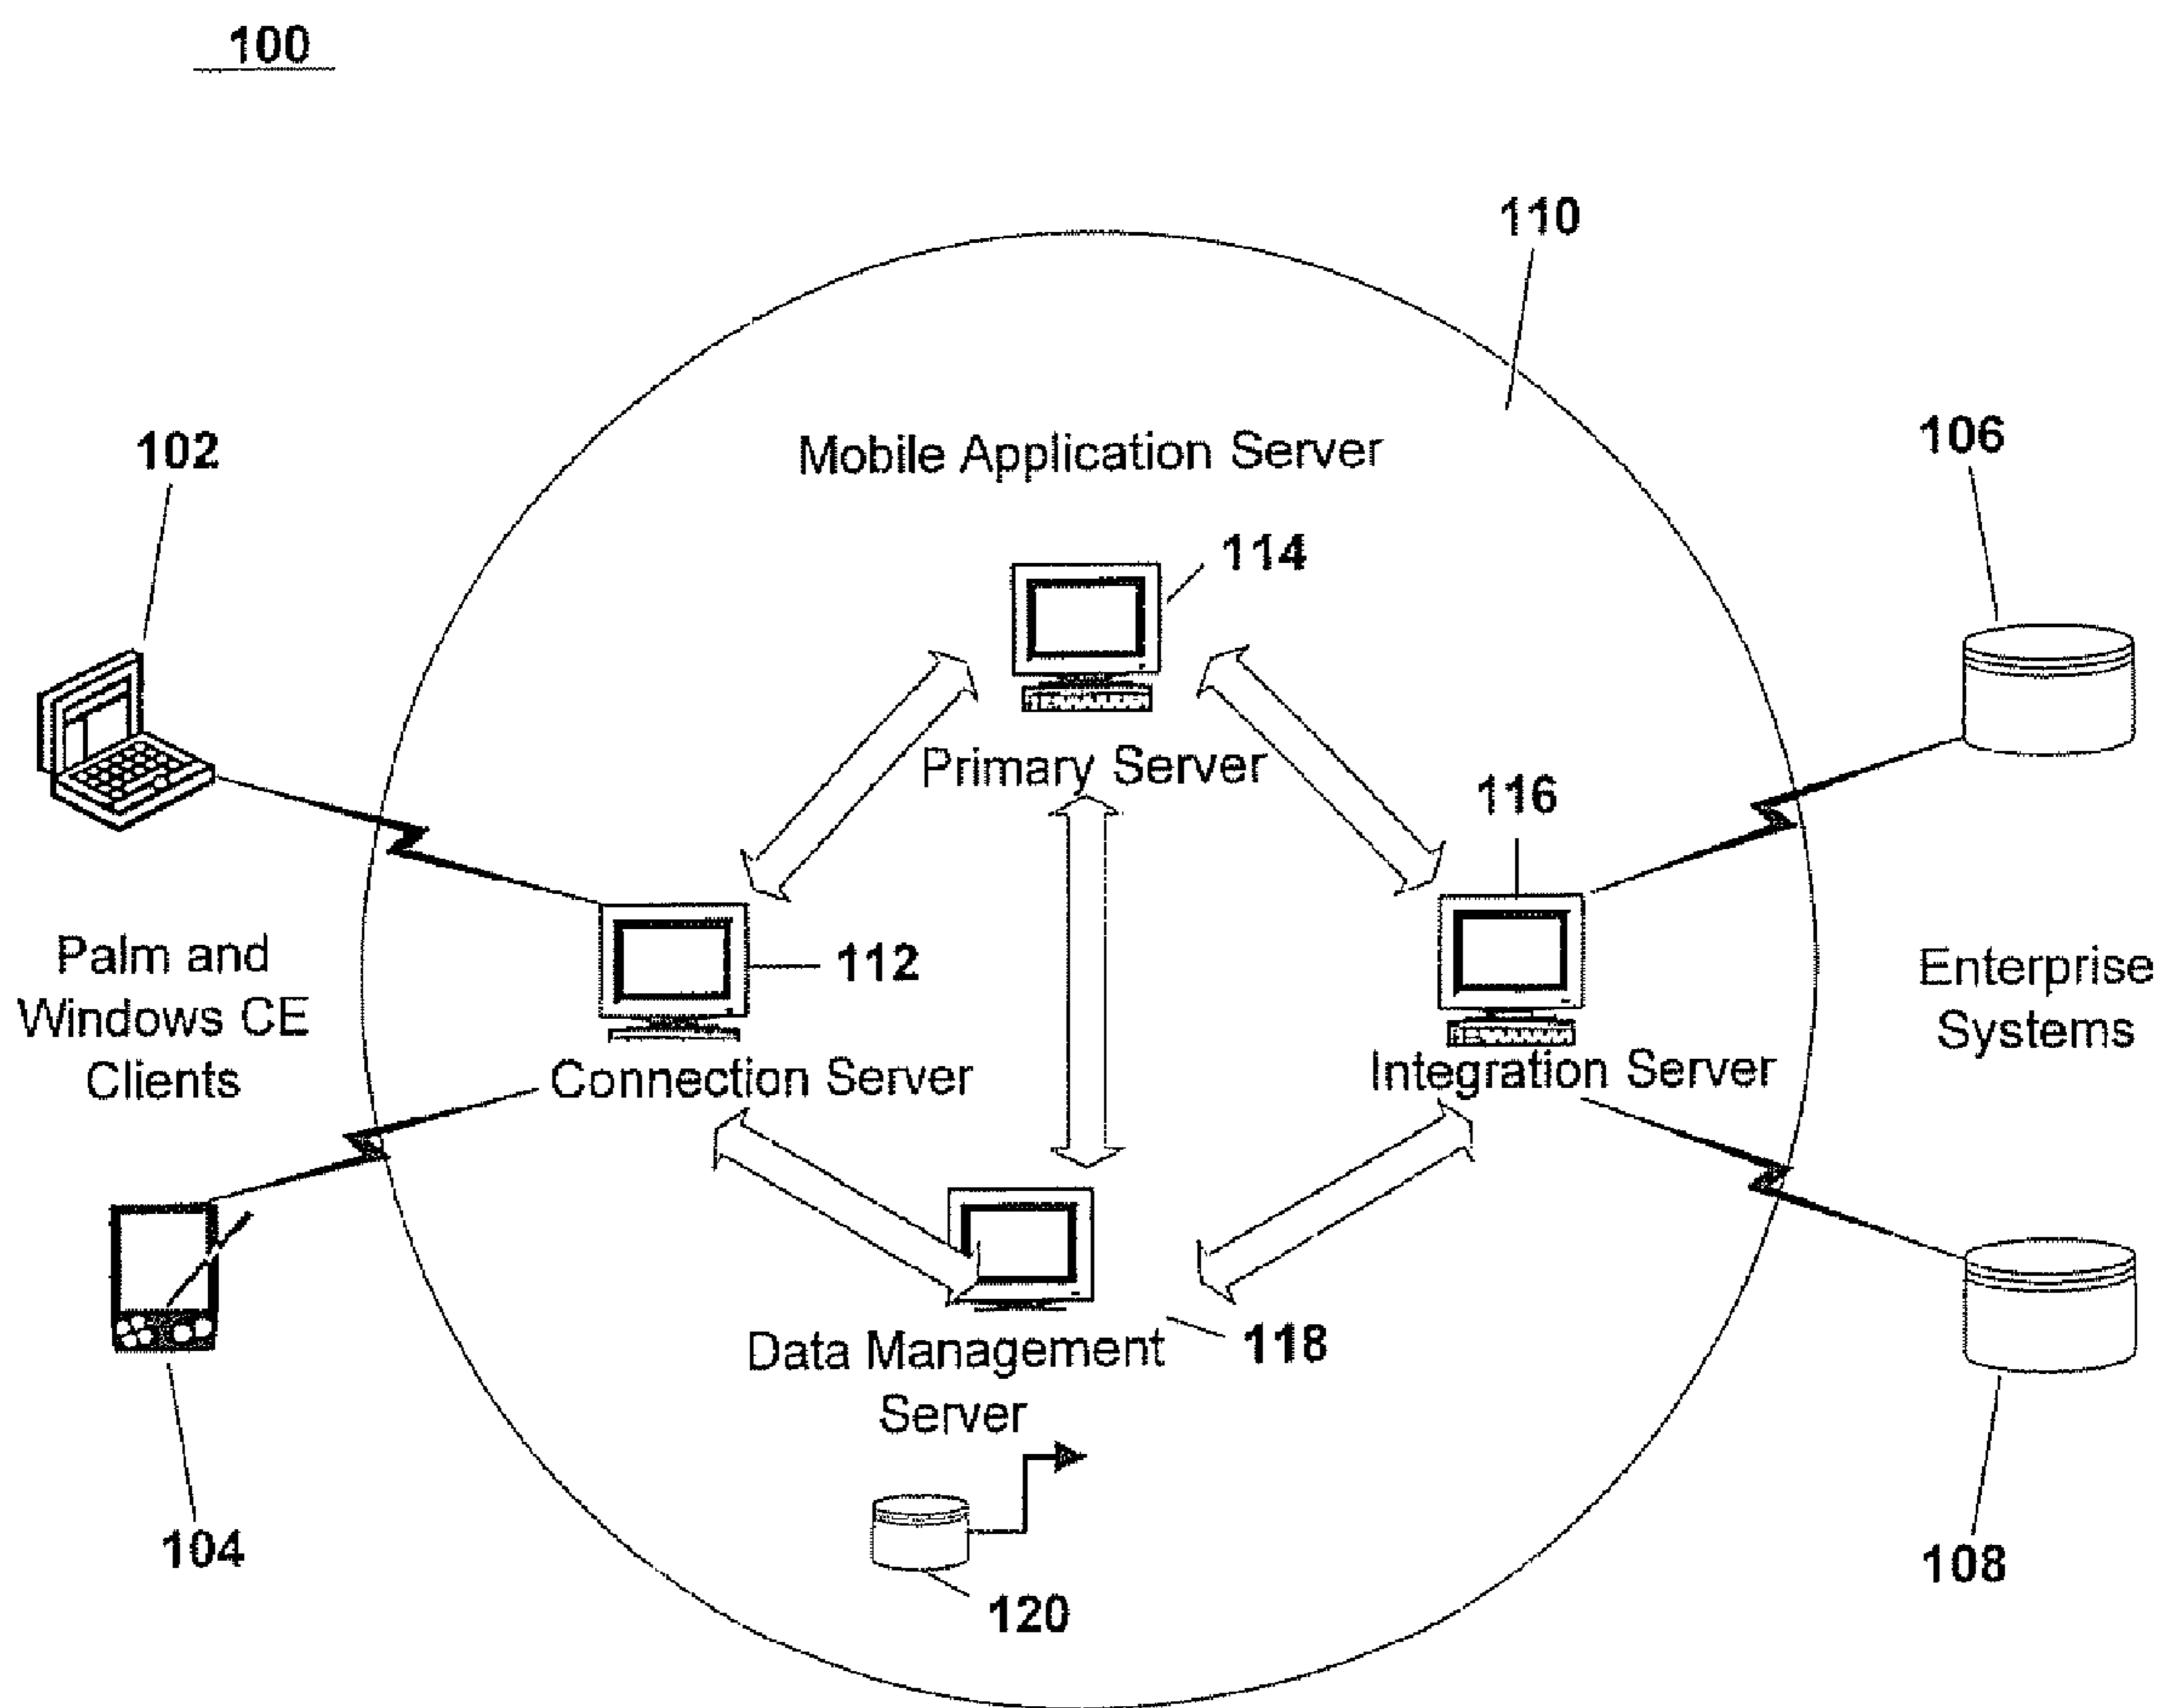 100
110
102
106
Mobile Application Server
114
Primary Server
116
Palm and
Windows CE
Clients
112
Enterprise
Systems
Connection Server
Integration Server
Data Management
Server
118
104
120
108